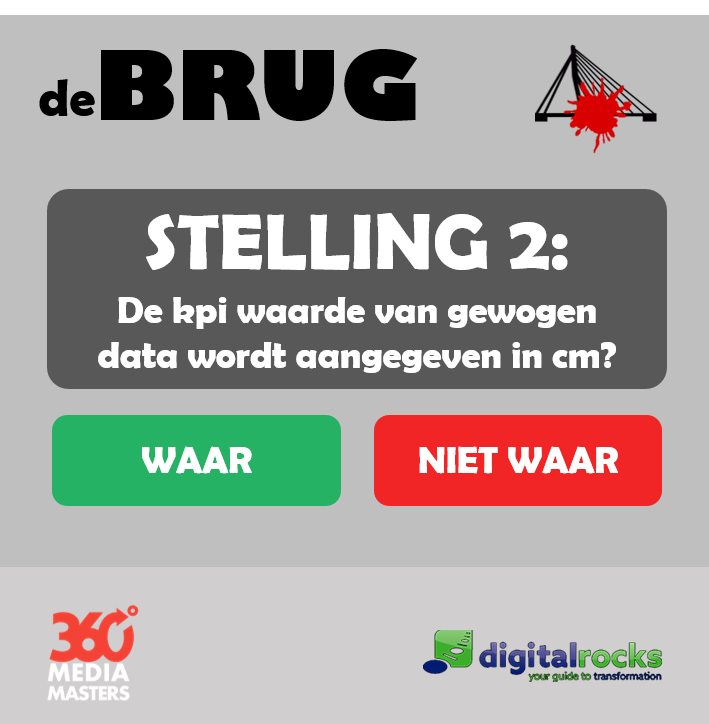 deBRUG
STELLING 2:
De kpi waarde van gewogen
data wordt aangegeven in cm?
WAAR
NIET WAAR
360°
MEDIA
MASTERS
digitalrocks
your guide to transformation